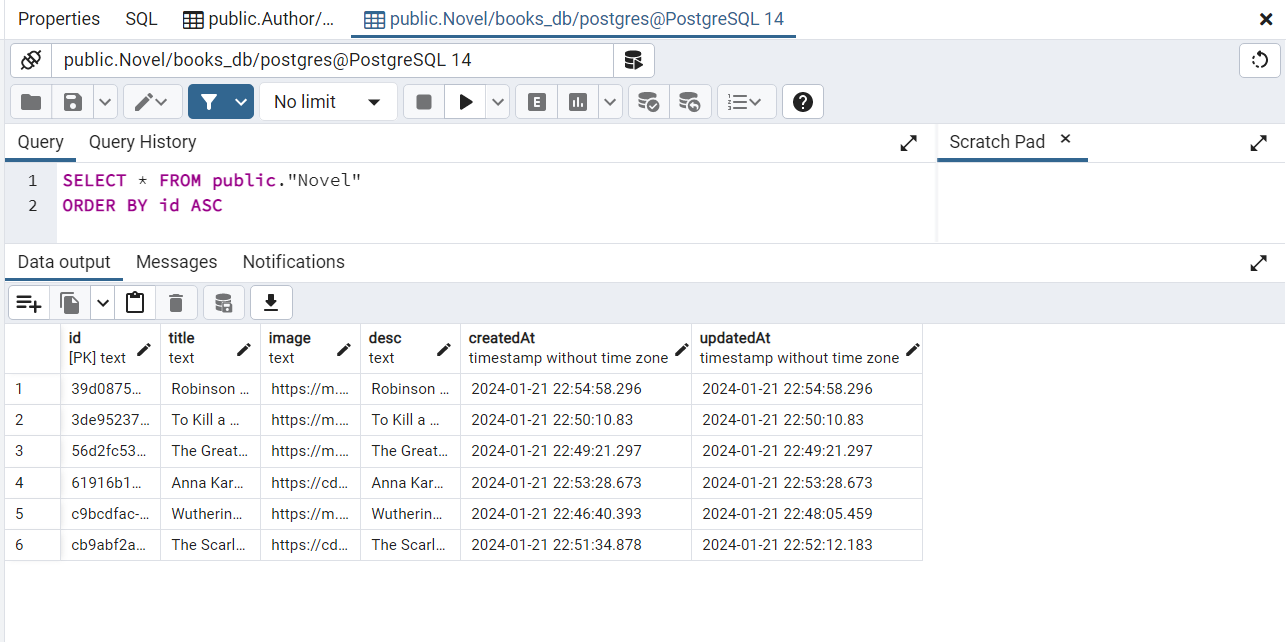 Properties SQL public.Author/... public.Novel/books_db/postgres@PostgreSQL 14
public.Novel/books_db/postgres@PostgreSQL 14
No limit E ?
Query Query History Scratch Pad
1 SELECT * FROM public."Novel"
2 ORDER BY id ASC
Data output Messages Notifications
id title image desc createdAt updatedAt
[PK] text text text text timestamp without time zone timestamp without time zone
1 39d0875... Robinson ... https://m.... Robinson ... 2024-01-21 22:54:58.296 2024-01-21 22:54:58.296
2 3de95237... To Kill a ... https://m.... To Kill a ... 2024-01-21 22:50:10.83 2024-01-21 22:50:10.83
3 56d2fc53... The Great... https://m.... The Great... 2024-01-21 22:49:21.297 2024-01-21 22:49:21.297
4 61916b1... Anna Kar... https://cd... Anna Kar... 2024-01-21 22:53:28.673 2024-01-21 22:53:28.673
5 c9bcdfac-... Wutherin... https://m.... Wutherin... 2024-01-21 22:46:40.393 2024-01-21 22:48:05.459
6 cb9abf2a... The Scarl... https://cd... The Scarl... 2024-01-21 22:51:34.878 2024-01-21 22:52:12.183